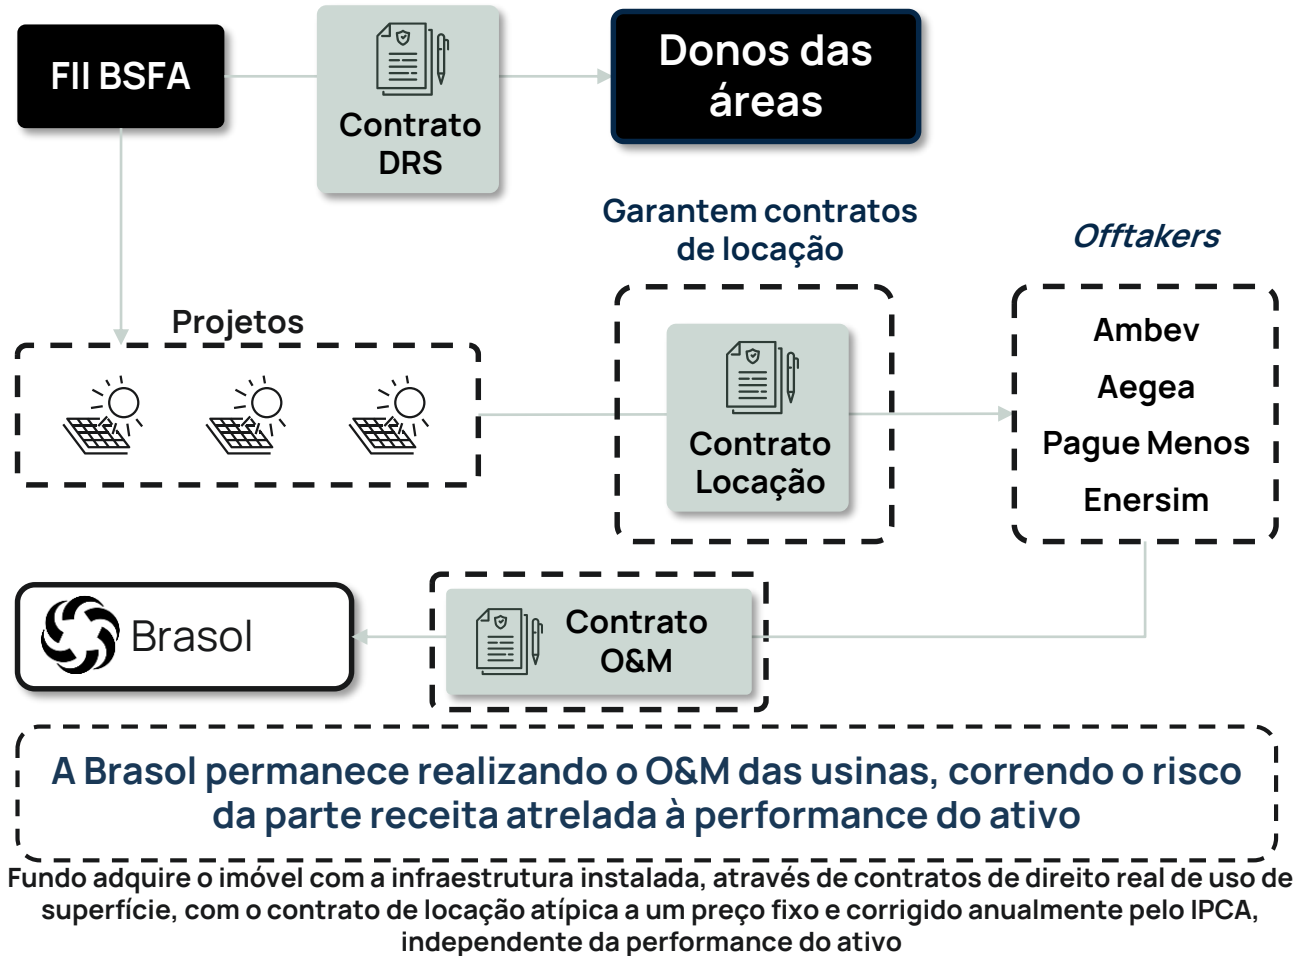 FII BSFA
Contrato
DRS
Donos das
áreas
Garantem contratos
de locação
Offtakers
Projetos
Contrato
Locação
Ambev
Aegea
Pague Menos
Enersim
Brasol
Contrato
O&M
A Brasol permanece realizando o O&M das usinas, correndo o risco
da parte receita atrelada à performance do ativo
Fundo adquire o imóvel com a infraestrutura instalada, através de contratos de direito real de uso de
superfície, com o contrato de locação atípica a um preço fixo e corrigido anualmente pelo IPCA,
independente da performance do ativo